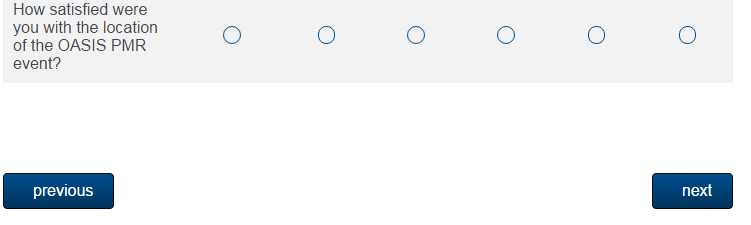 How satisfied were
you with the location
of the OASIS PMR
event?
previous
next